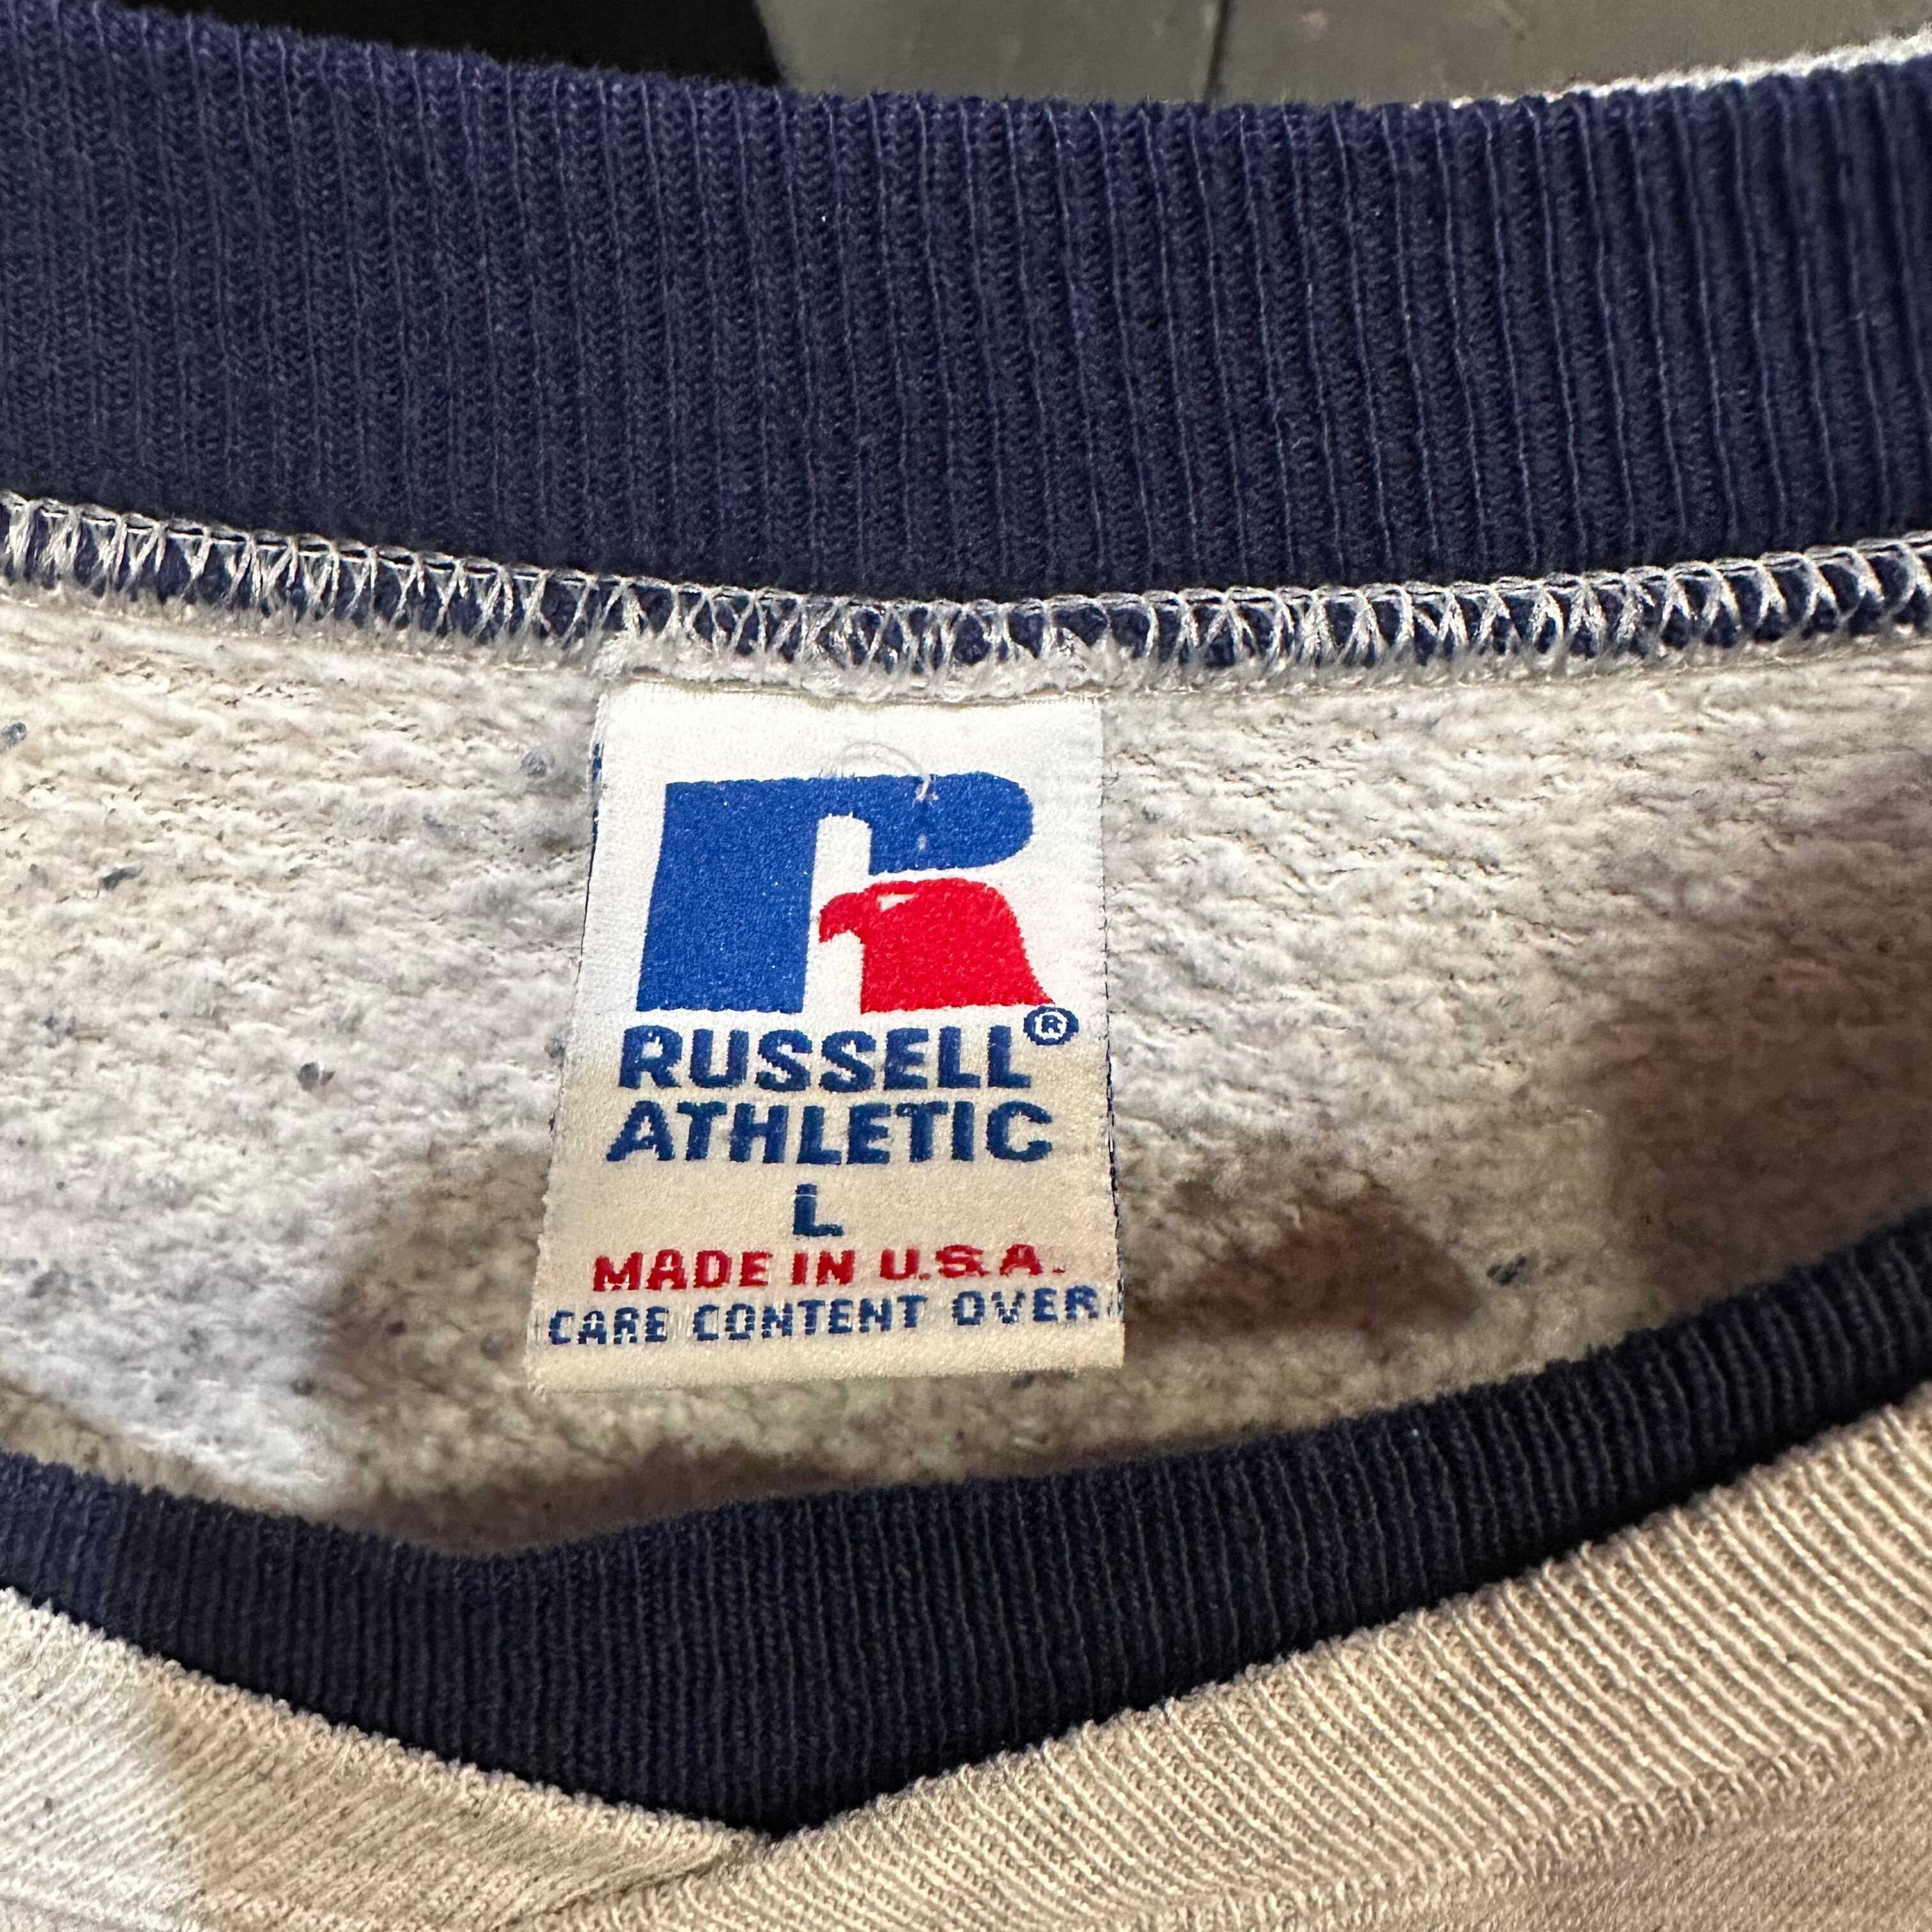 R
RUSSELL®
ATHLETIC
L
MADE IN U.S.A.
CARE CONTENT OVER